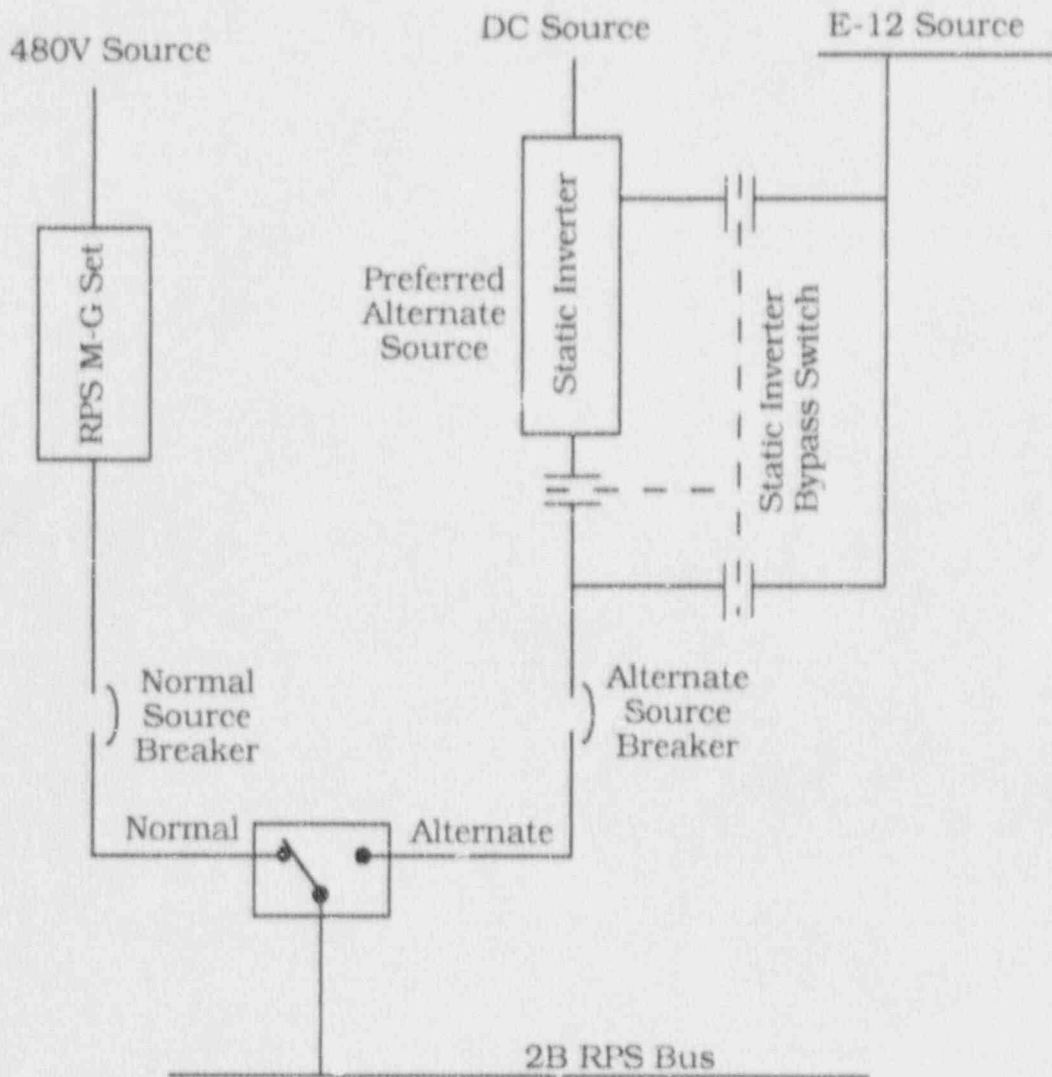 480V Source
DC Source
E-12 Source
RPS M-G Set
Preferred
Alternate
Source
Static Inverter
Static Inverter
Bypass Switch
Normal
Source
Breaker
Alternate
Source
Breaker
Normal
Alternate
2B RPS Bus